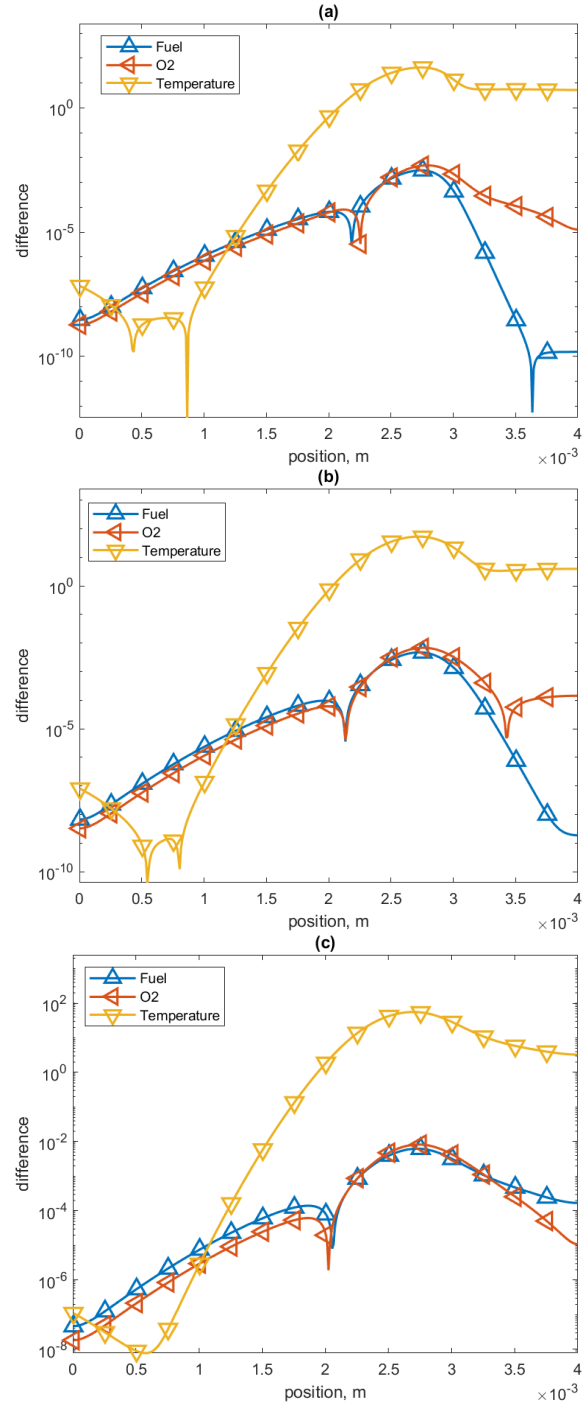 (a)
Fuel
O2
Temperature
difference
10^0
10^-5
10^-10
0
0.5
1
1.5
2
2.5
3
3.5
4
position, m
×10^-3
(b)
Fuel
O2
Temperature
difference
10^0
10^-5
10^-10
0
0.5
1
1.5
2
2.5
3
3.5
4
position, m
×10^-3
(c)
Fuel
O2
Temperature
difference
10^2
10^0
10^-2
10^-4
10^-6
10^-8
0
0.5
1
1.5
2
2.5
3
3.5
4
position, m
×10^-3